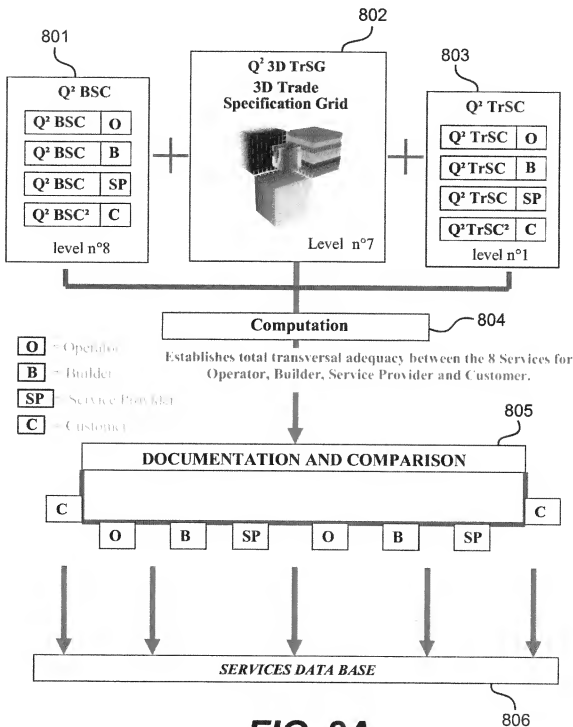 801
802
803
Q² BSC
Q² BSC O
Q² BSC B
Q² BSC SP
Q² BSC² C
level n°8
Q² 3D TrSG
3D Trade
Specification Grid
Level n°7
Q² TrSC
Q² TrSC O
Q² TrSC B
Q² TrSC SP
Q² TrSC² C
level n°1
Computation
804
Establishes total transversal adequacy between the 8 Services for
Operator, Builder, Service Provider and Customer.
O = Operator
B = Builder
SP = Service Provider
C = Customer
805
DOCUMENTATION AND COMPARISON
C
C
O B SP O B SP
SERVICES DATA BASE
806